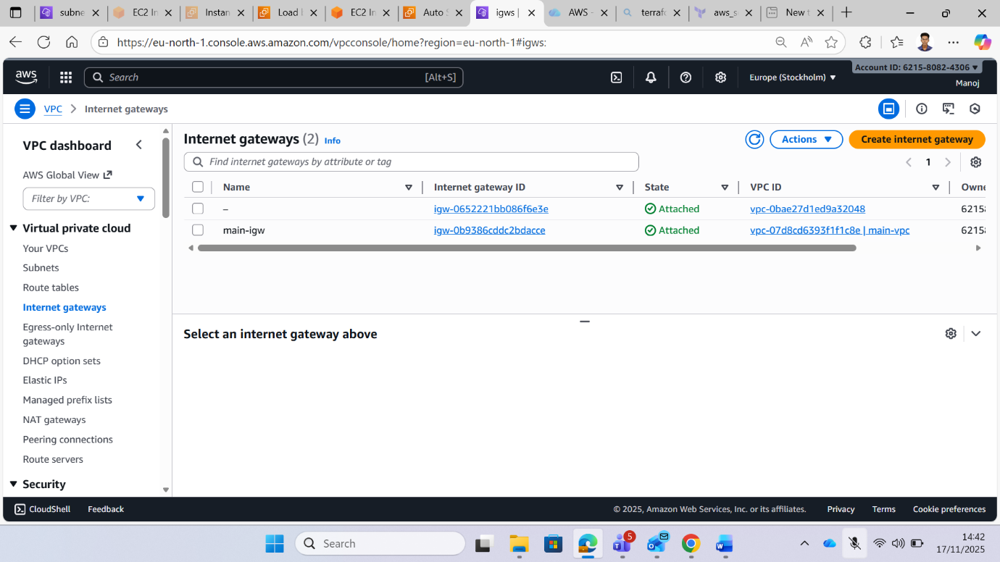 subne
EC2 In
Instan
Load
EC2 In
Auto S
igws |
AWS -
terraf
aws_s
New t
https://eu-north-1.console.aws.amazon.com/vpcconsole/home?region=eu-north-1#igws:
aws
Search
[Alt+S]
Europe (Stockholm)
Account ID: 6215-8082-4306
Manoj
VPC
Internet gateways
VPC dashboard
AWS Global View
Filter by VPC:
Virtual private cloud
Your VPCs
Subnets
Route tables
Internet gateways
Egress-only Internet
gateways
DHCP option sets
Elastic IPs
Managed prefix lists
NAT gateways
Peering connections
Route servers
Security
Internet gateways (2) Info
Actions
Create internet gateway
Find internet gateways by attribute or tag
1
Name Internet gateway ID State VPC ID Owne
– igw-0652221bb086f6e3e Attached vpc-0bae27d1ed9a32048 6215
main-igw igw-0b9386cddc2bdacce Attached vpc-07d8cd6393f1f1c8e | main-vpc 6215
Select an internet gateway above
CloudShell Feedback © 2025, Amazon Web Services, Inc. or its affiliates. Privacy Terms Cookie preferences
Search
5
14:42
17/11/2025